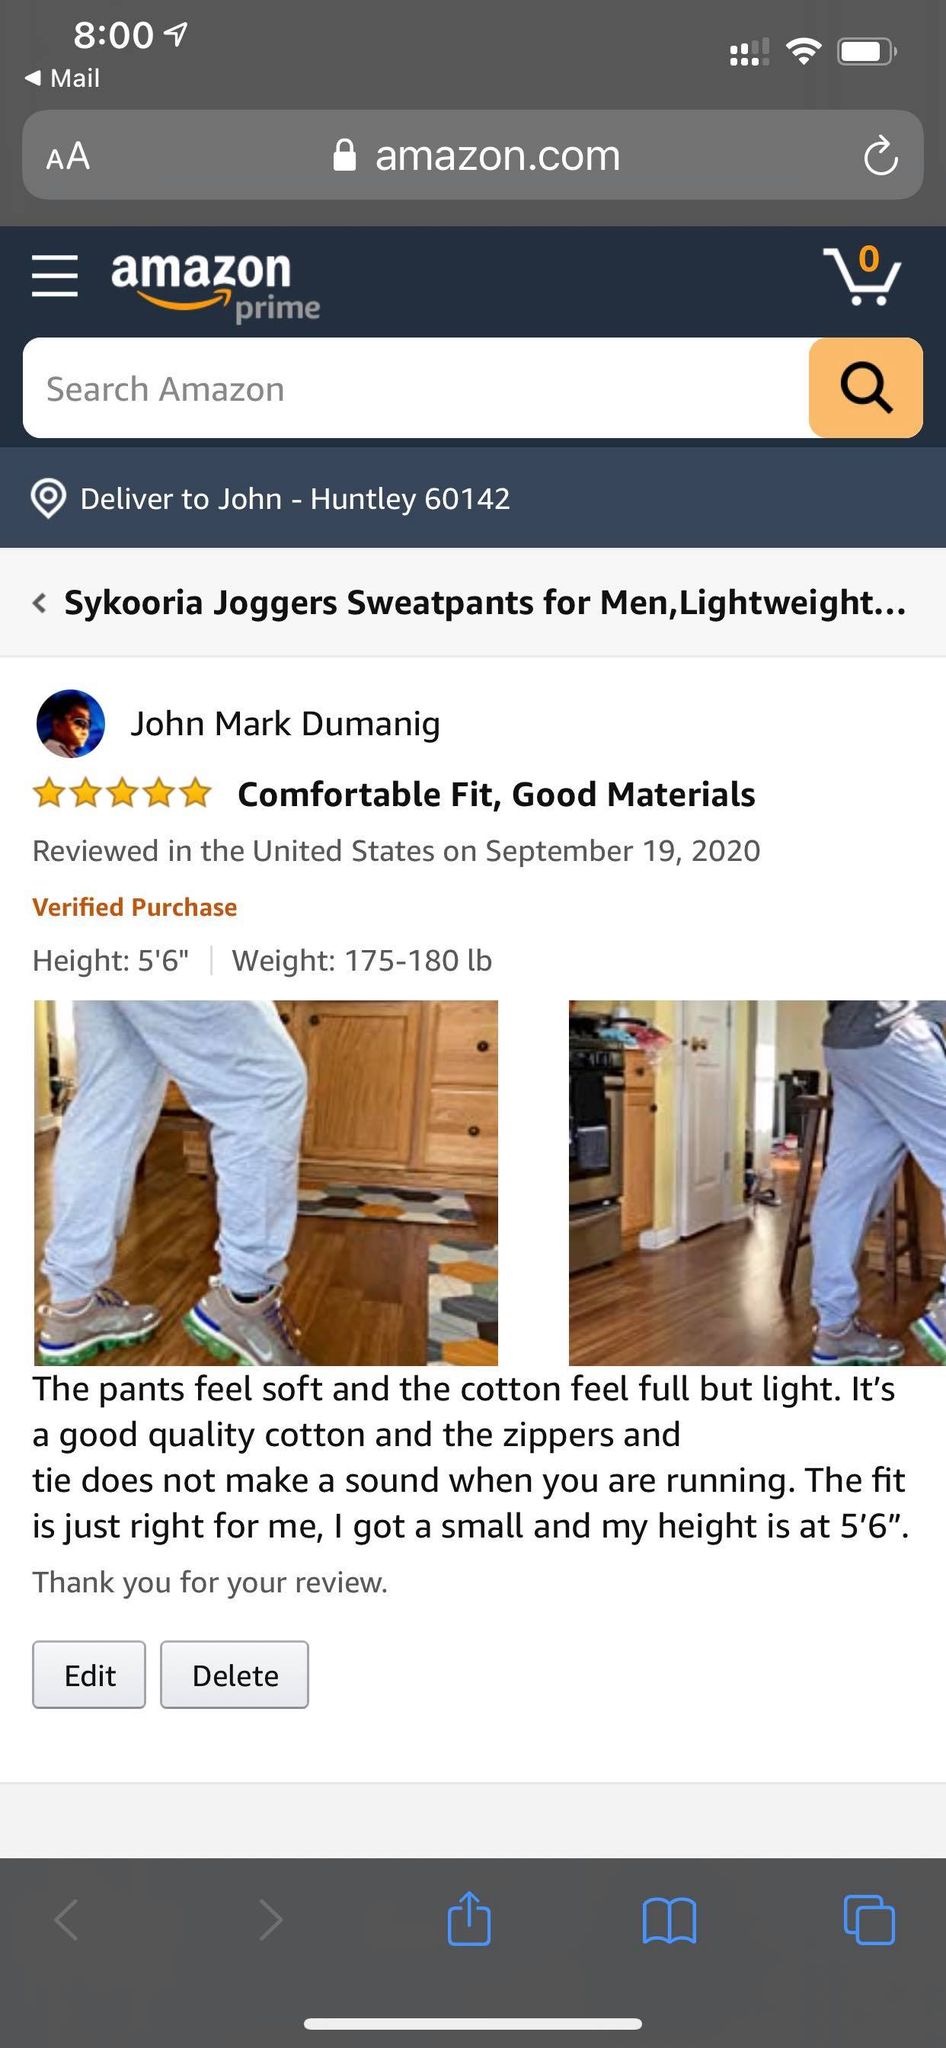 8:00
Mail
AA amazon.com
amazon prime 0
Search Amazon
Deliver to John - Huntley 60142
Sykooria Joggers Sweatpants for Men,Lightweight...
John Mark Dumanig
Comfortable Fit, Good Materials
Reviewed in the United States on September 19, 2020
Verified Purchase
Height: 5'6" Weight: 175-180 lb
The pants feel soft and the cotton feel full but light. It’s
a good quality cotton and the zippers and
tie does not make a sound when you are running. The fit
is just right for me, I got a small and my height is at 5’6”.
Thank you for your review.
Edit Delete